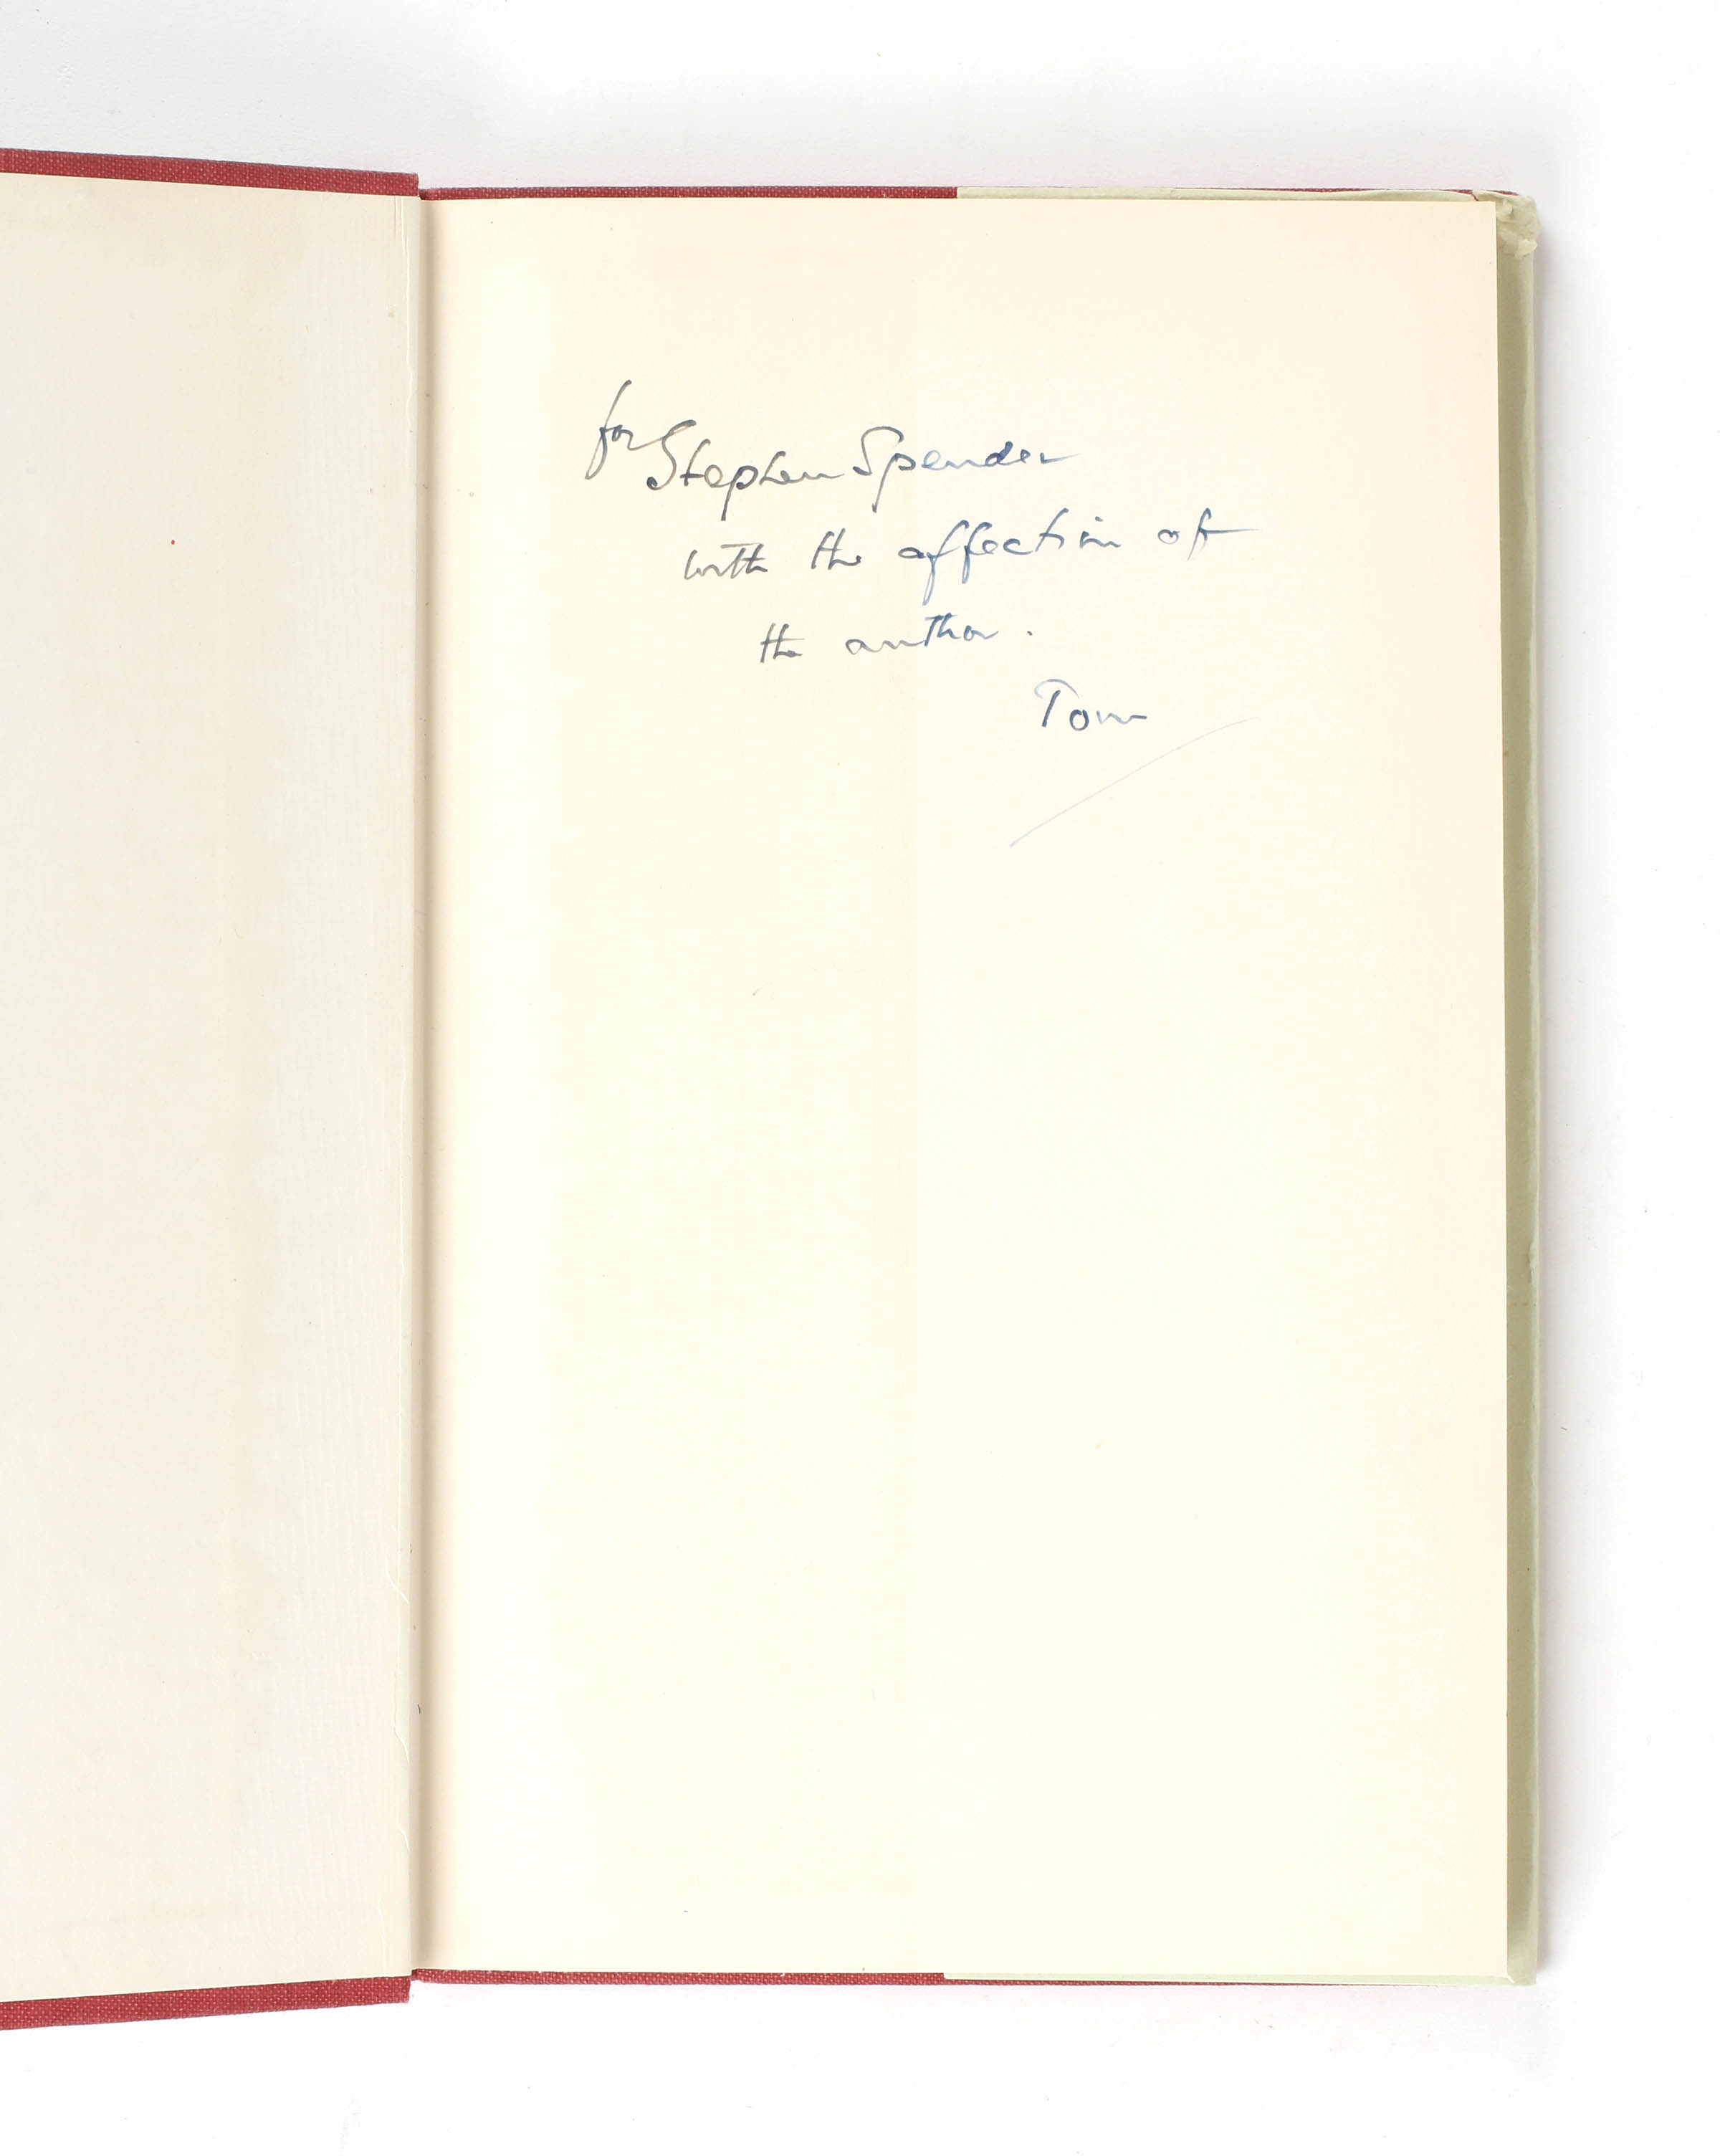 for Stephen Spender
with the affection of
the author.
Tom